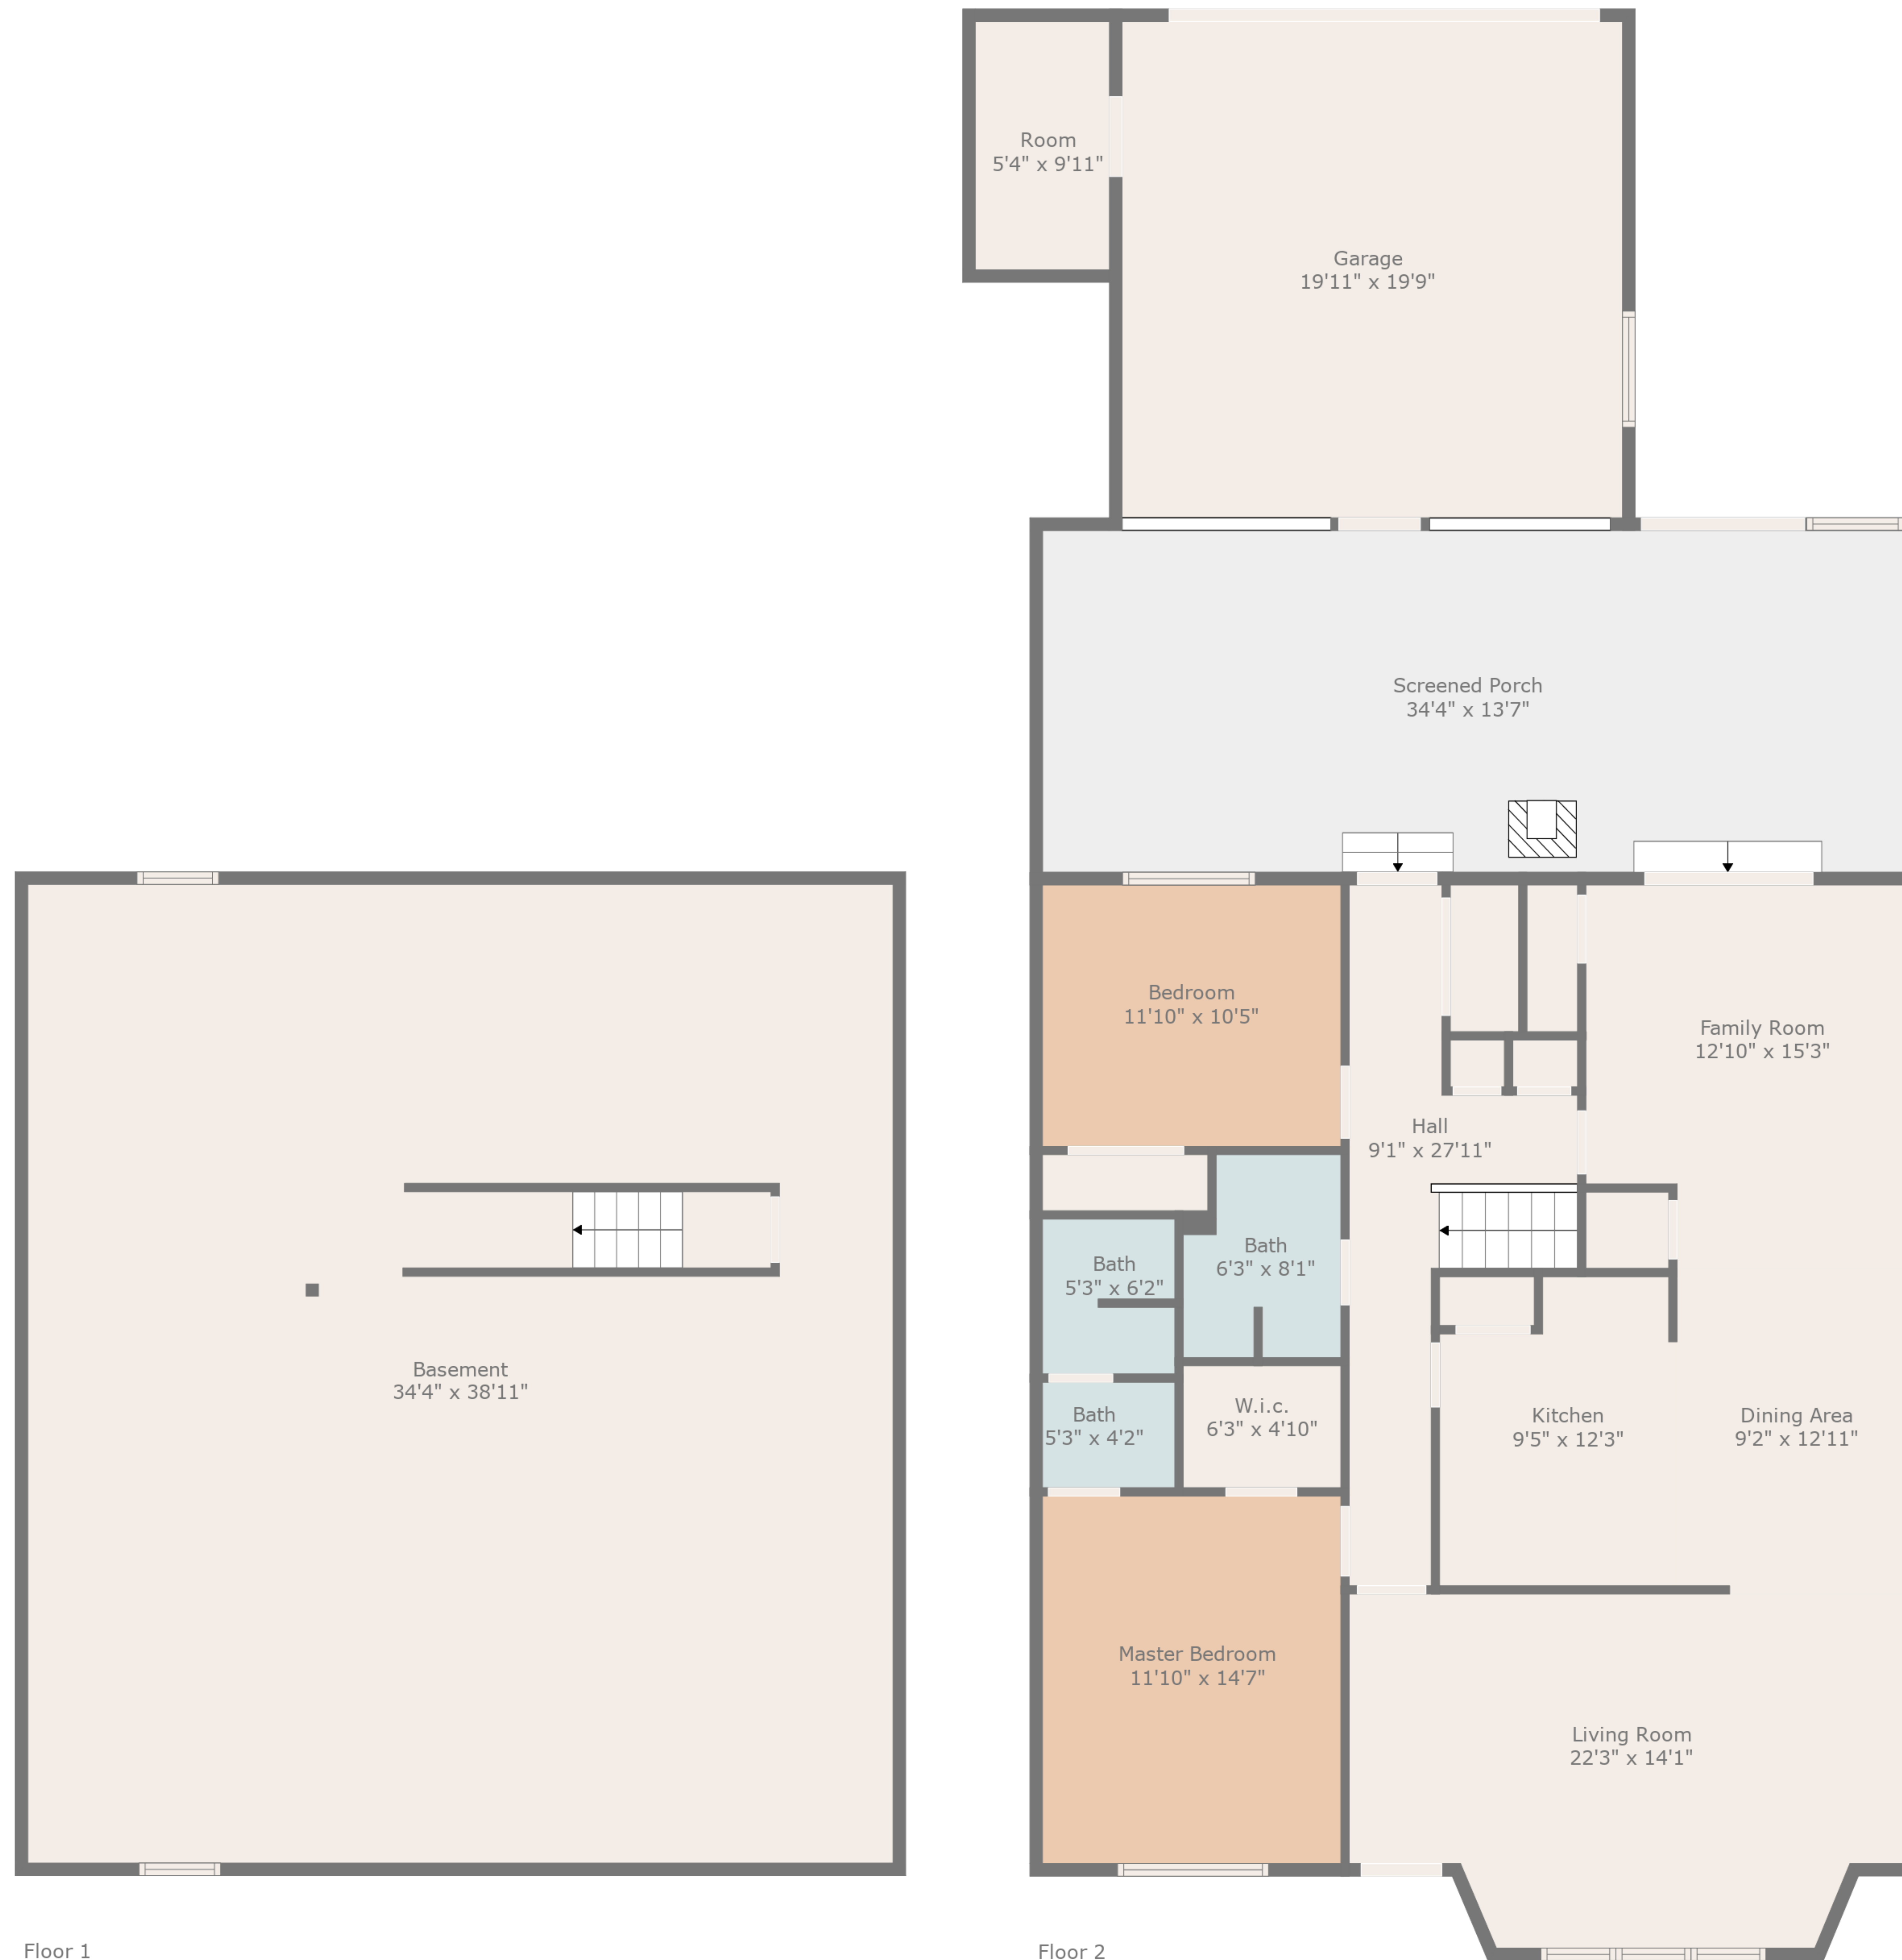 Room
5'4" x 9'11"
Garage
19'11" x 19'9"
Screened Porch
34'4" x 13'7"
Bedroom
11'10" x 10'5"
Family Room
12'10" x 15'3"
Hall
9'1" x 27'11"
Bath
6'3" x 8'1"
Bath
5'3" x 6'2"
Basement
34'4" x 38'11"
Bath
5'3" x 4'2"
W.i.c.
6'3" x 4'10"
Kitchen
9'5" x 12'3"
Dining Area
9'2" x 12'11"
Master Bedroom
11'10" x 14'7"
Living Room
22'3" x 14'1"
Floor 1
Floor 2